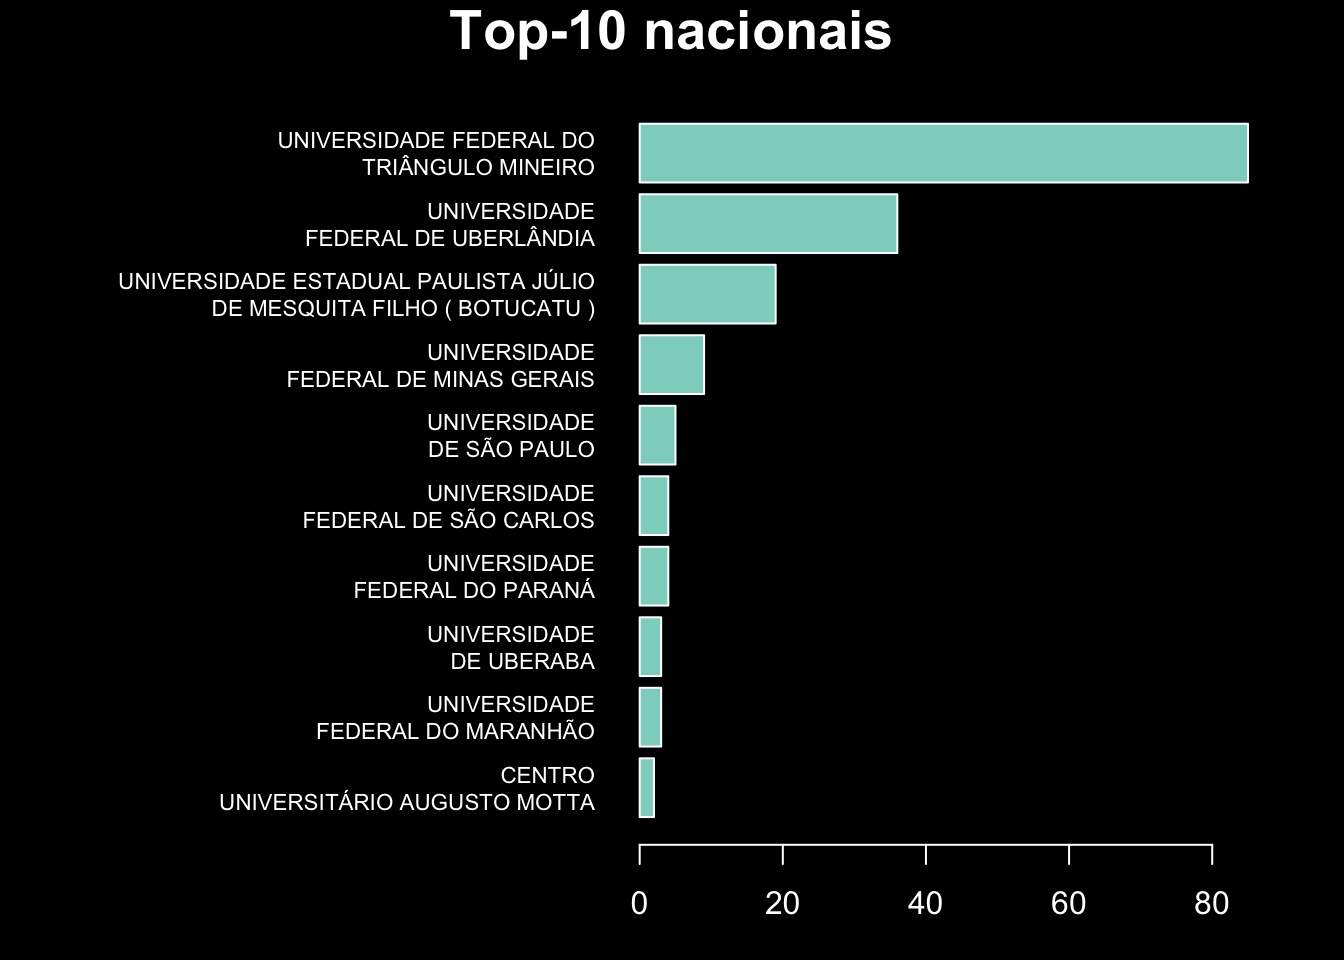 Top-10 nacionais
UNIVERSIDADE FEDERAL DO
TRIÂNGULO MINEIRO
UNIVERSIDADE
FEDERAL DE UBERLÂNDIA
UNIVERSIDADE ESTADUAL PAULISTA JÚLIO
DE MESQUITA FILHO ( BOTUCATU )
UNIVERSIDADE
FEDERAL DE MINAS GERAIS
UNIVERSIDADE
DE SÃO PAULO
UNIVERSIDADE
FEDERAL DE SÃO CARLOS
UNIVERSIDADE
FEDERAL DO PARANÁ
UNIVERSIDADE
DE UBERABA
UNIVERSIDADE
FEDERAL DO MARANHÃO
CENTRO
UNIVERSITÁRIO AUGUSTO MOTTA
0 20 40 60 80